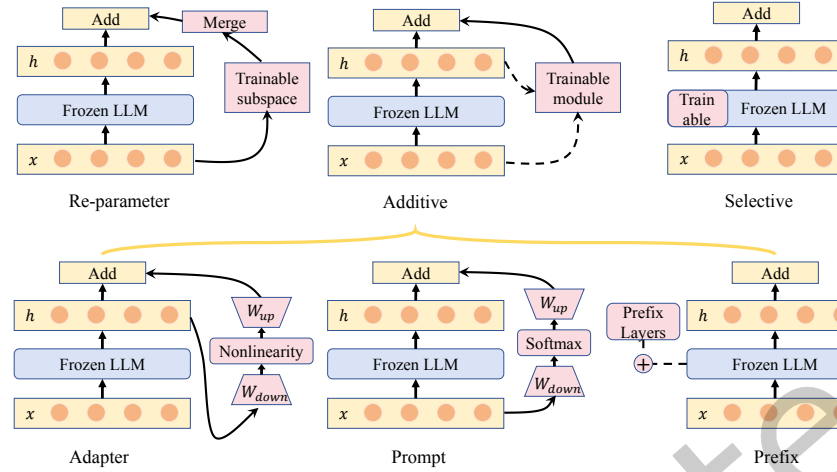 Add
Merge
h
Trainable
subspace
Frozen LLM
x
Re-parameter
Add
h
Trainable
module
Frozen LLM
x
Additive
Add
h
Train
able
Frozen LLM
x
Selective
Add
W_up
h
Nonlinearity
Frozen LLM
W_down
x
Adapter
Add
W_up
h
Softmax
Frozen LLM
W_down
x
Prompt
Add
Prefix
Layers
h
+
Frozen LLM
x
Prefix